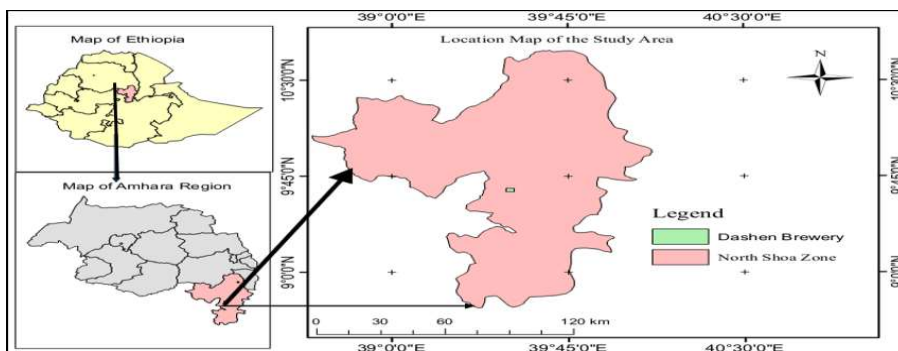 39°0'0"E 39°45'0"E 40°30'0"E
Map of Ethiopia
Location Map of the Study Area
N
10°30'0"N 10°30'0"N
Map of Amhara Region
9°45'0"N 9°45'0"N
Legend
Dashen Brewery
North Shoa Zone
9°0'0"N 9°0'0"N
0 30 60 120 km
39°0'0"E 39°45'0"E 40°30'0"E